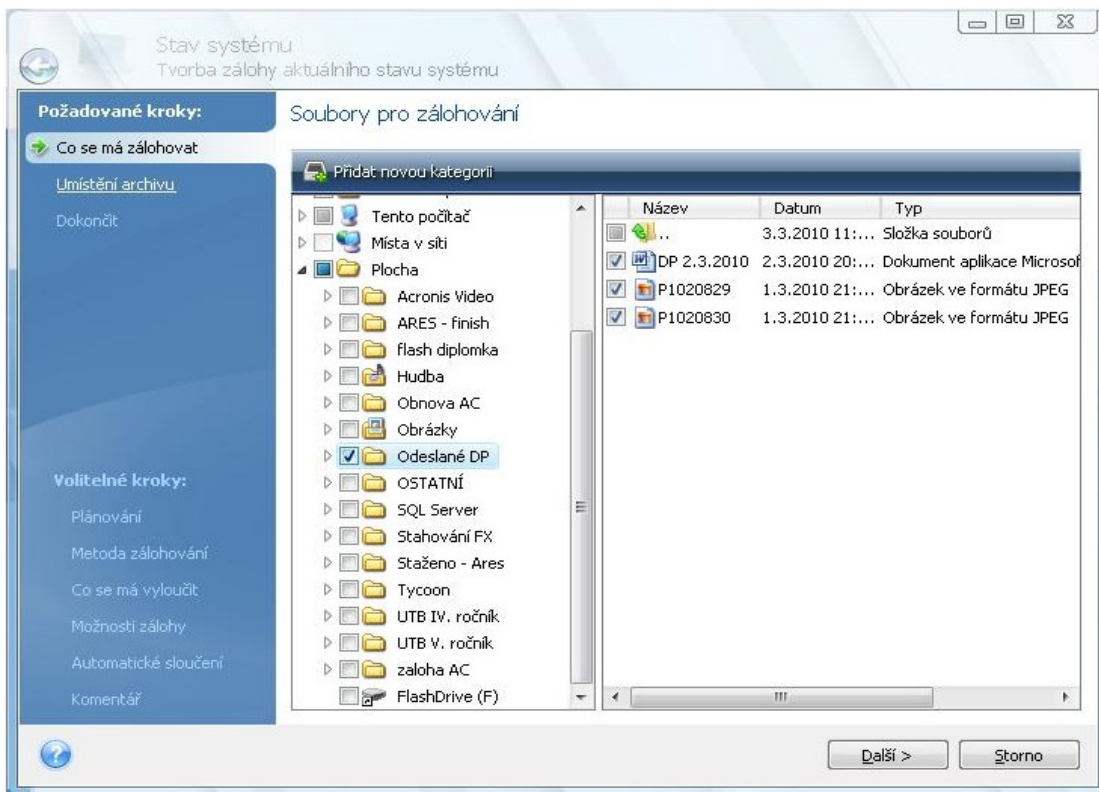 Stav systému
Tvorba zálohy aktuálního stavu systému
Požadované kroky:
Co se má zálohovat
Umístění archivu
Dokončit
Volitelné kroky:
Plánování
Metoda zálohování
Co se má vyloučit
Možnosti zálohy
Automatické sloučení
Komentář
Soubory pro zálohování
Přidat novou kategorii
Tento počítač
Místa v síti
Plocha
Acronis Video
ARES - finish
flash diplomka
Hudba
Obnova AC
Obrázky
Odeslané DP
OSTATNÍ
SQL Server
Stahování FX
Staženo - Ares
Tycoon
UTB IV. ročník
UTB V. ročník
zaloha AC
FlashDrive (F)
Název Datum Typ
.. 3.3.2010 11:... Složka souborů
DP 2.3.2010 2.3.2010 20:... Dokument aplikace Microsof
P1020829 1.3.2010 21:... Obrázek ve formátu JPEG
P1020830 1.3.2010 21:... Obrázek ve formátu JPEG
Další > Storno